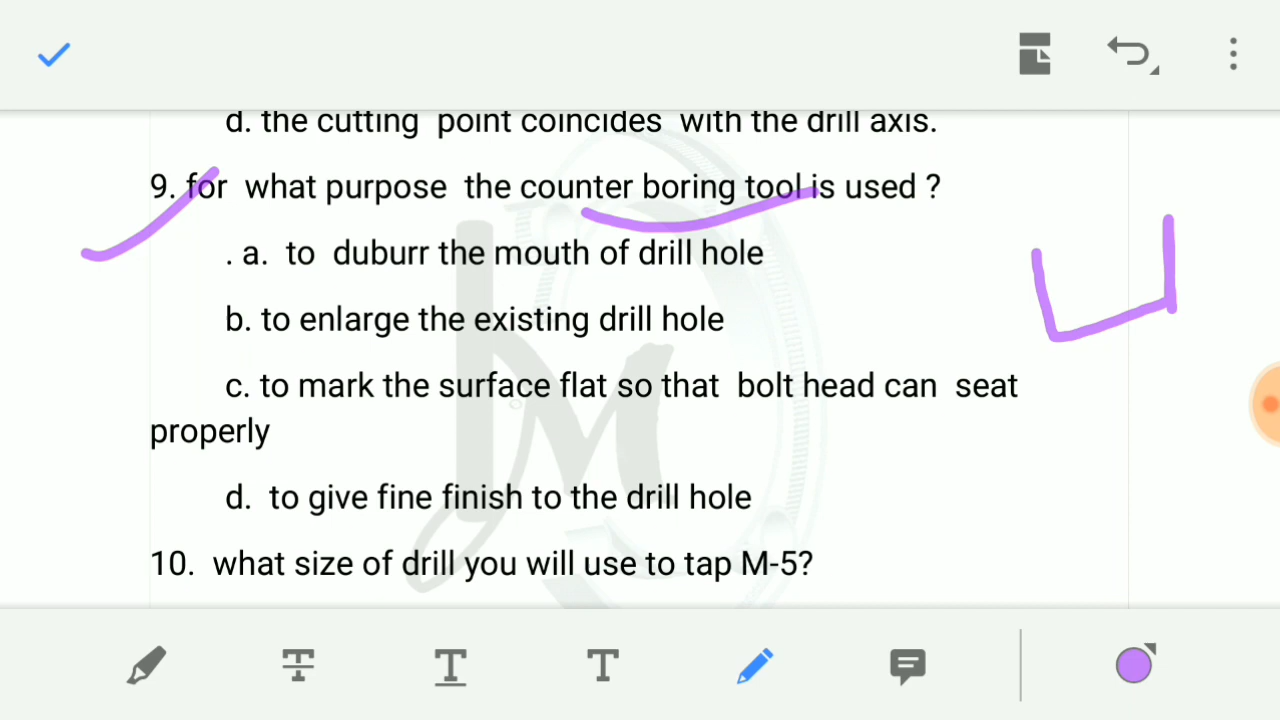 d. the cutting point coincides with the drill axis.
9. for what purpose the counter boring tool is used ?
. a. to duburr the mouth of drill hole
b. to enlarge the existing drill hole
c. to mark the surface flat so that bolt head can seat
properly
d. to give fine finish to the drill hole
10. what size of drill you will use to tap M-5?